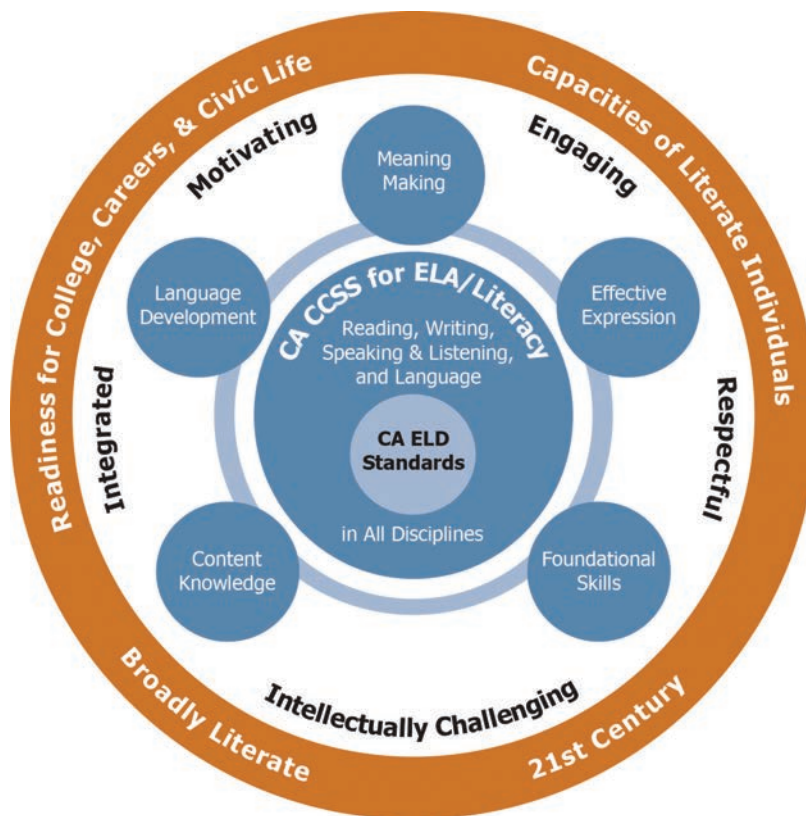 Readiness for College, Careers, & Civic Life
Capacities of Literate Individuals
Motivating
Engaging
Meaning
Making
Language
Development
Effective
Expression
CA CCSS for ELA/Literacy
Reading, Writing,
Speaking & Listening,
and Language
CA ELD
Standards
in All Disciplines
Integrated
Respectful
Content
Knowledge
Foundational
Skills
Intellectually Challenging
Broadly Literate
21st Century